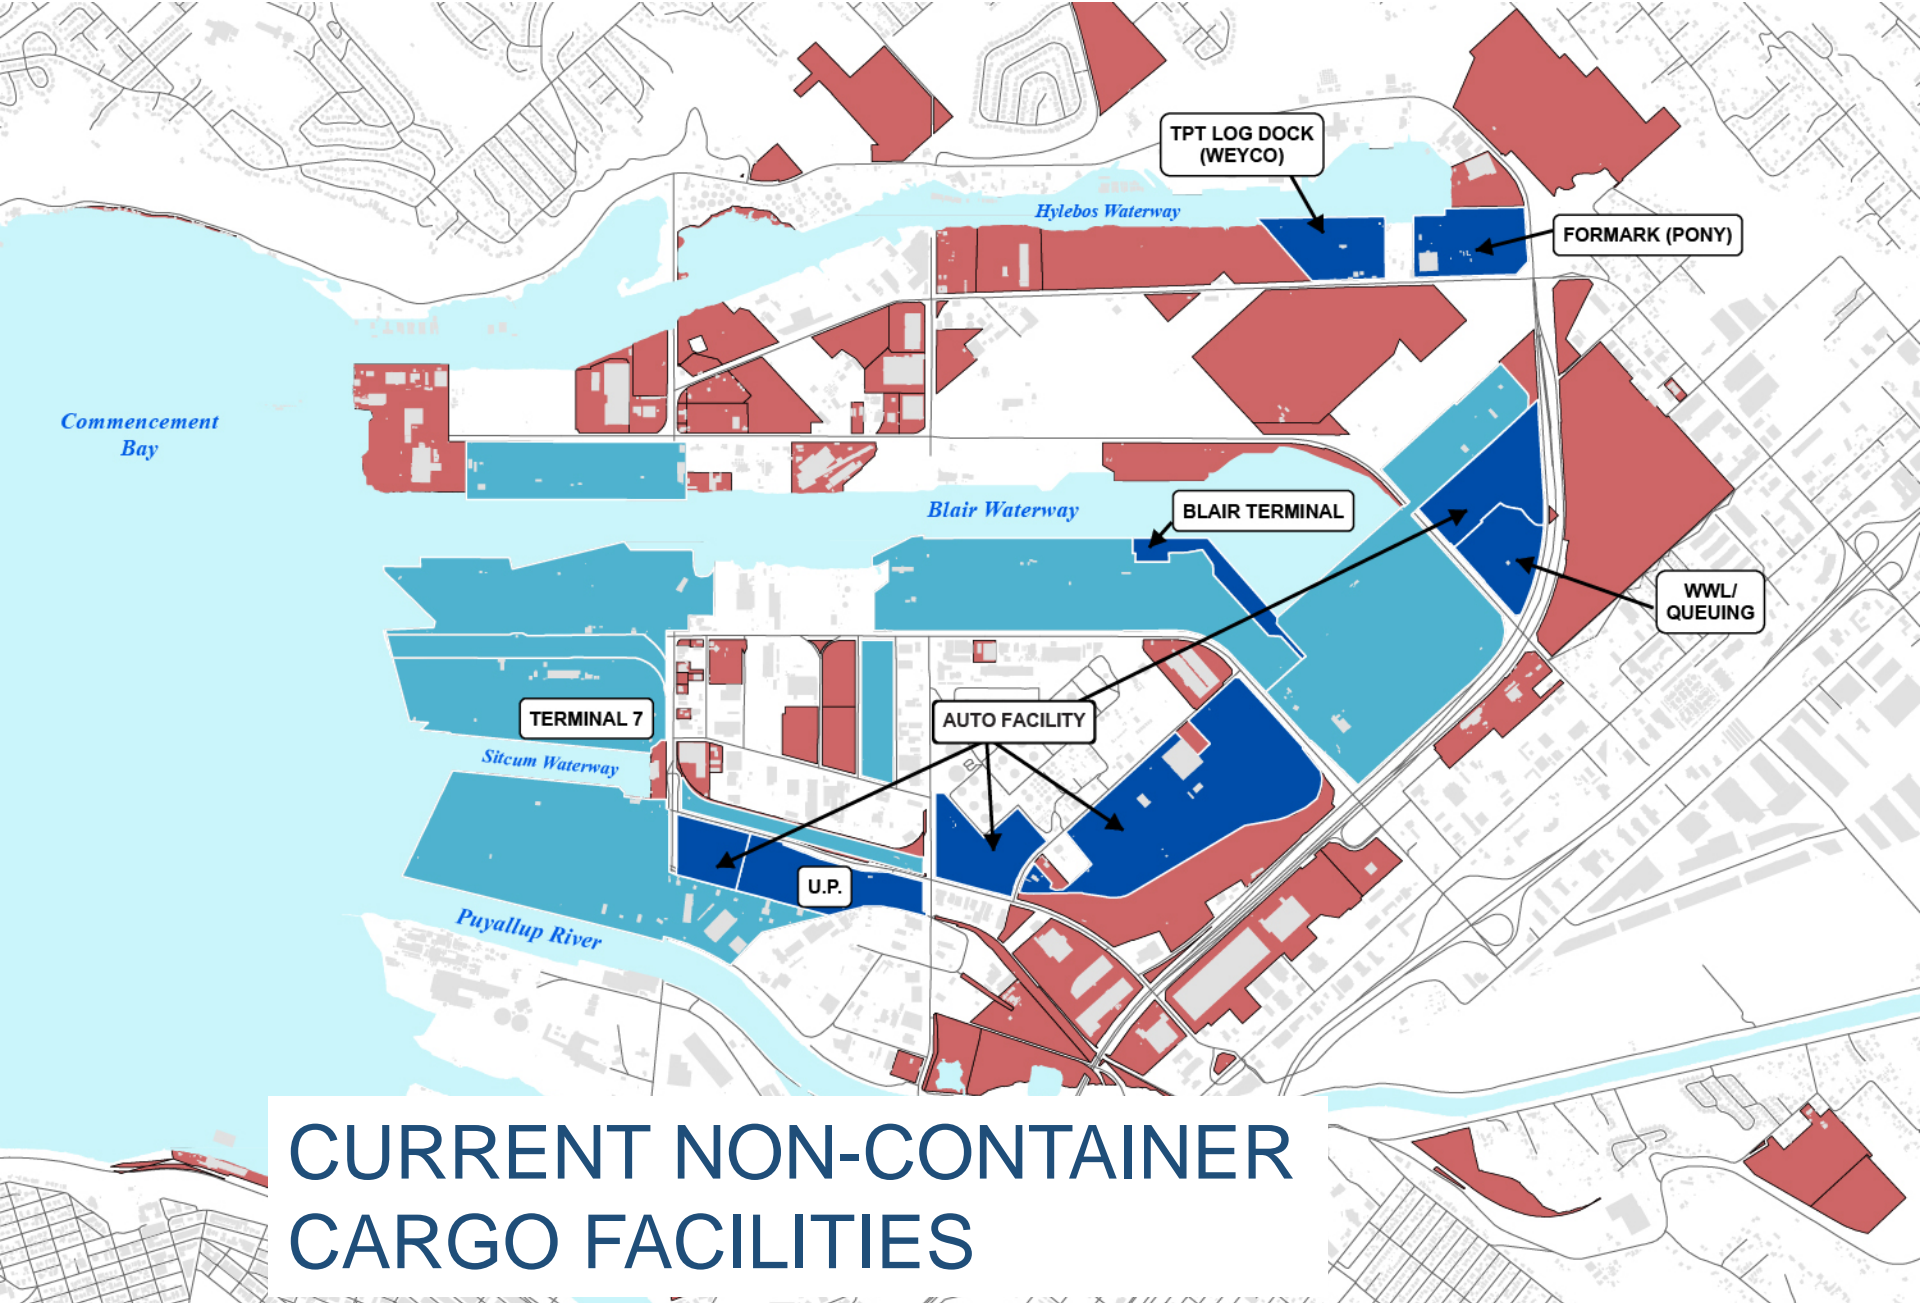 TPT LOG DOCK
(WEYCO)
Hylebos Waterway
FORMARK (PONY)
Commencement
Bay
Blair Waterway
BLAIR TERMINAL
WWL/
QUEUING
TERMINAL 7
AUTO FACILITY
Sitcum Waterway
U.P.
Puyallup River
CURRENT NON-CONTAINER
CARGO FACILITIES